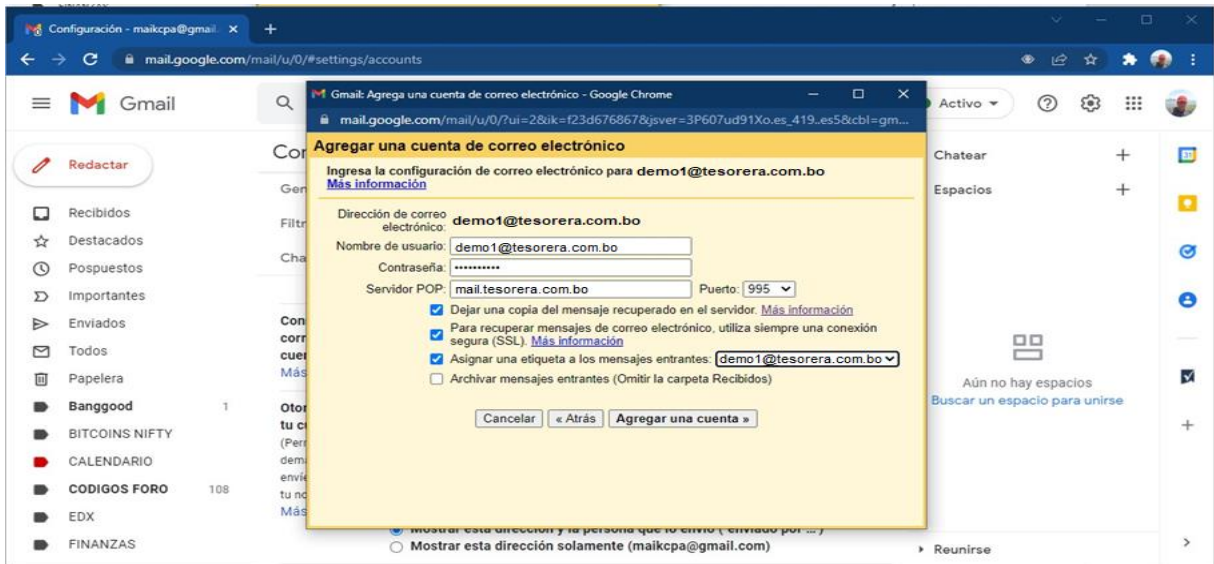 Configuración - maikcpa@gmail.
mail.google.com/mail/u/0/#settings/accounts
Gmail
Activo
Redactar
Recibidos
Destacados
Pospuestos
Importantes
Enviados
Todos
Papelera
Banggood 1
BITCOINS NIFTY
CALENDARIO
CODIGOS FORO 108
EDX
FINANZAS
Gmail: Agrega una cuenta de correo electrónico - Google Chrome
mail.google.com/mail/u/0/?ui=2&ik=f23d676867&jsver=3P607ud91Xo.es_419..es5&cbl=gm...
Agregar una cuenta de correo electrónico
Ingresa la configuración de correo electrónico para demo1@tesorera.com.bo
Más información
Dirección de correo electrónico: demo1@tesorera.com.bo
Nombre de usuario: demo1@tesorera.com.bo
Contraseña: ••••••••••
Servidor POP: mail.tesorera.com.bo Puerto: 995
Dejar una copia del mensaje recuperado en el servidor. Más información
Para recuperar mensajes de correo electrónico, utiliza siempre una conexión
segura (SSL). Más información
Asignar una etiqueta a los mensajes entrantes: demo1@tesorera.com.bo
Archivar mensajes entrantes (Omitir la carpeta Recibidos)
Cancelar « Atrás Agregar una cuenta »
Mostrar esta dirección y la persona que lo envió ("enviado por ...")
Mostrar esta dirección solamente (maikcpa@gmail.com)
Chatear
Espacios
Aún no hay espacios
Buscar un espacio para unirse
Reunirse